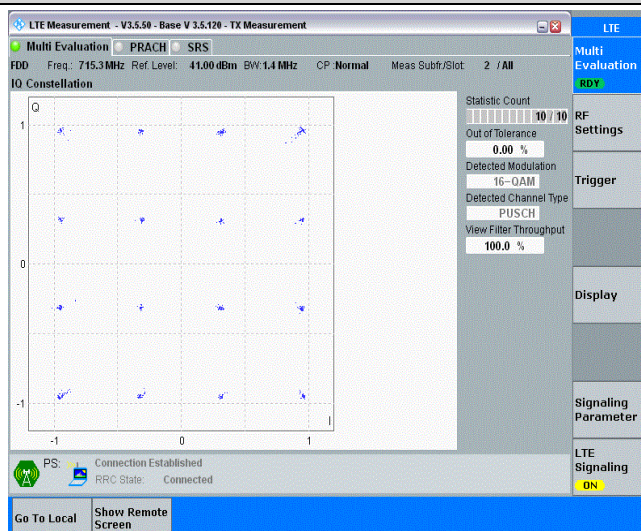 LTE Measurement - V3.5.50 - Base V 3.5.120 - TX Measurement
LTE
Multi Evaluation PRACH SRS
FDD Freq.: 715.3 MHz Ref. Level: 41.00 dBm BW: 1.4 MHz CP :Normal Meas Subfr./Slot: 2 / All
IQ Constellation
Q
1
0
-1
-1 0 1
I
Statistic Count
10 / 10
Out of Tolerance
0.00 %
Detected Modulation
16-QAM
Detected Channel Type
PUSCH
View Filter Throughput
100.0 %
Multi
Evaluation
RDY
RF
Settings
Trigger
Display
Signaling
Parameter
LTE
Signaling
ON
PS: Connection Established
RRC State: Connected
Go To Local
Show Remote
Screen